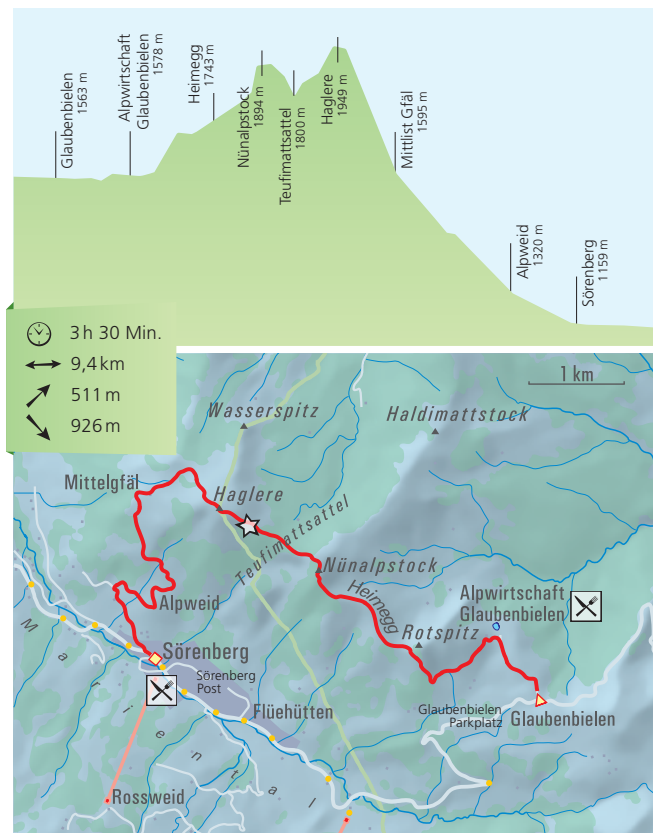 Glaubenbielen
1563 m
Alpwirtschaft
Glaubenbielen
1578 m
Heimegg
1743 m
Nünalpstock
1894 m
Teufimattsattel
1800 m
Haglere
1949 m
Mittlist Gfäl
1595 m
Alpweid
1320 m
Sörenberg
1159 m
3 h 30 Min.
9,4 km
511 m
926 m
1 km
Wasserspitz
Haldimattstock
Mittelgfäl
Haglere
Teufimattsattel
Nünalpstock
Heimegg
Alpwirtschaft
Glaubenbielen
Alpweid
Rotspitz
Sörenberg
Sörenberg
Post
Glaubenbielen
Parkplatz
Glaubenbielen
Flüehütten
Mariental
Rossweid